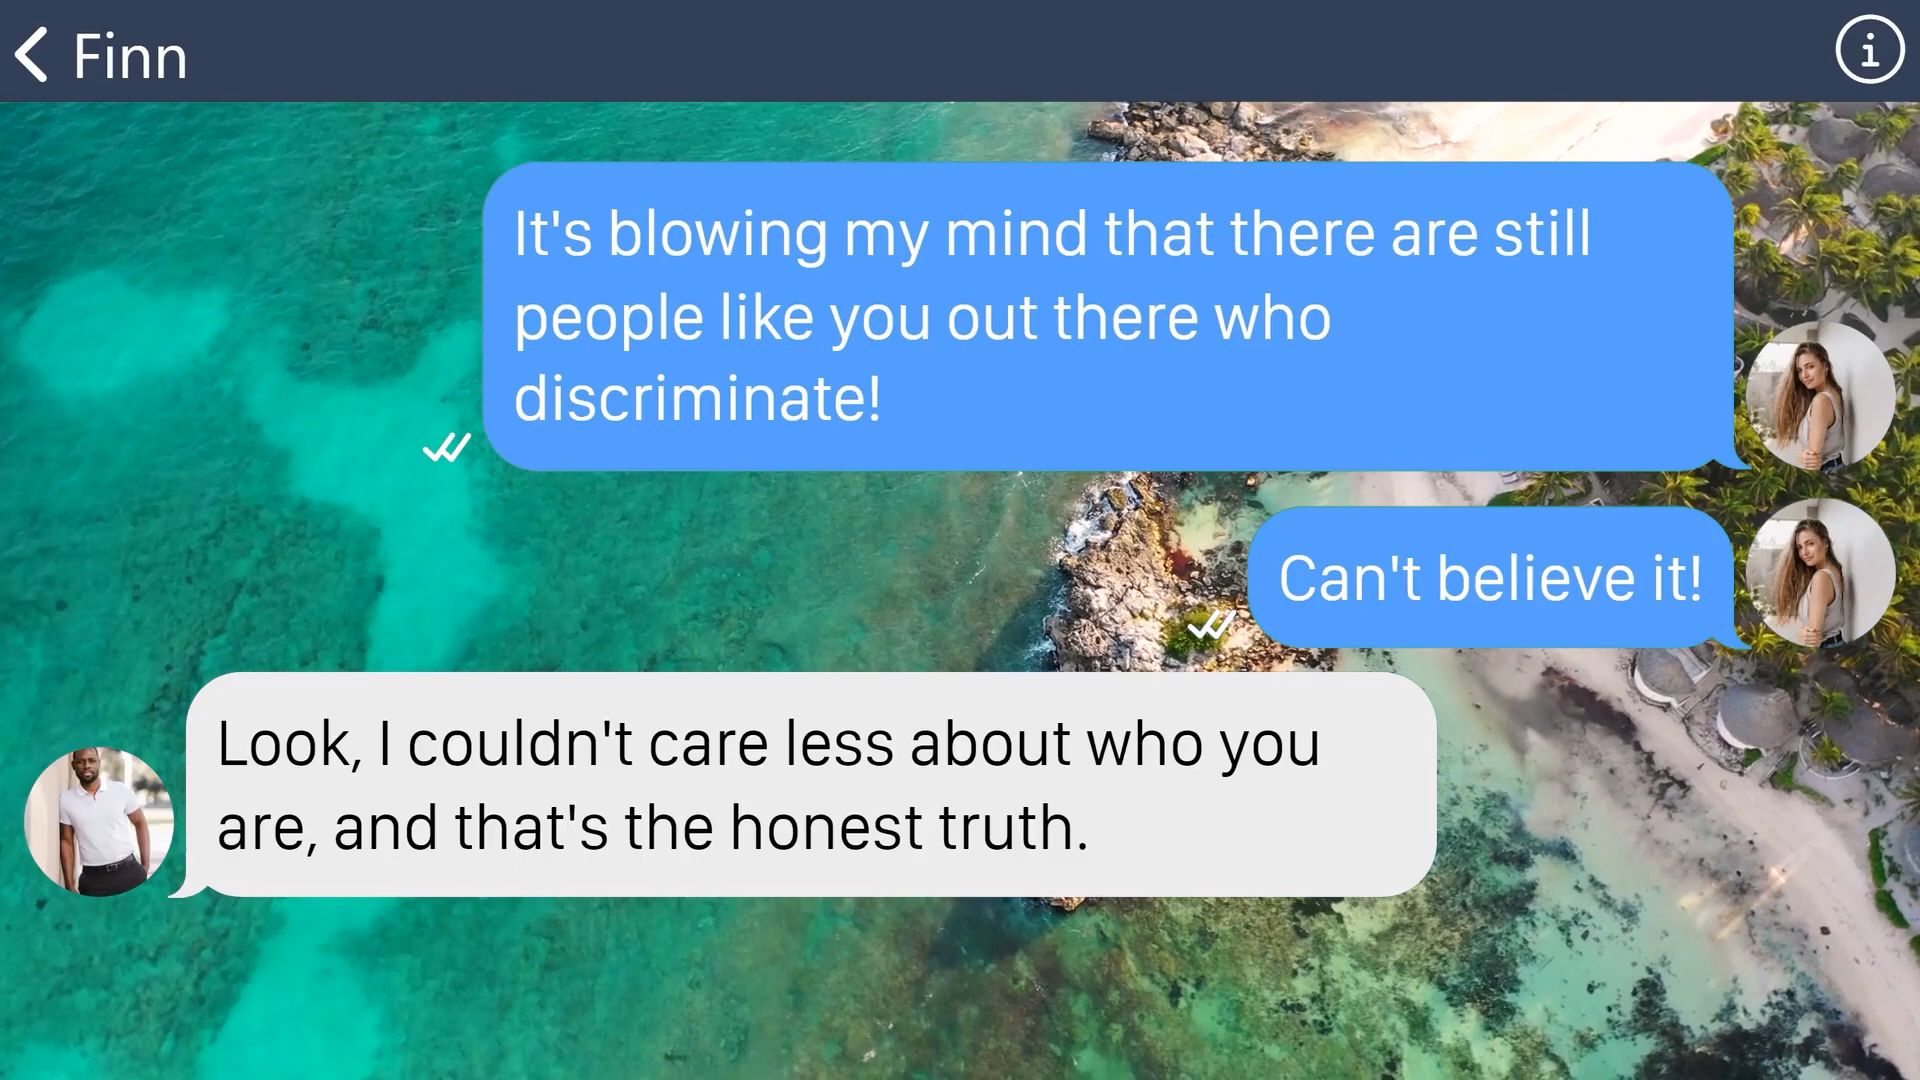 Finn
It's blowing my mind that there are still
people like you out there who
discriminate!
Can't believe it!
Look, I couldn't care less about who you
are, and that's the honest truth.